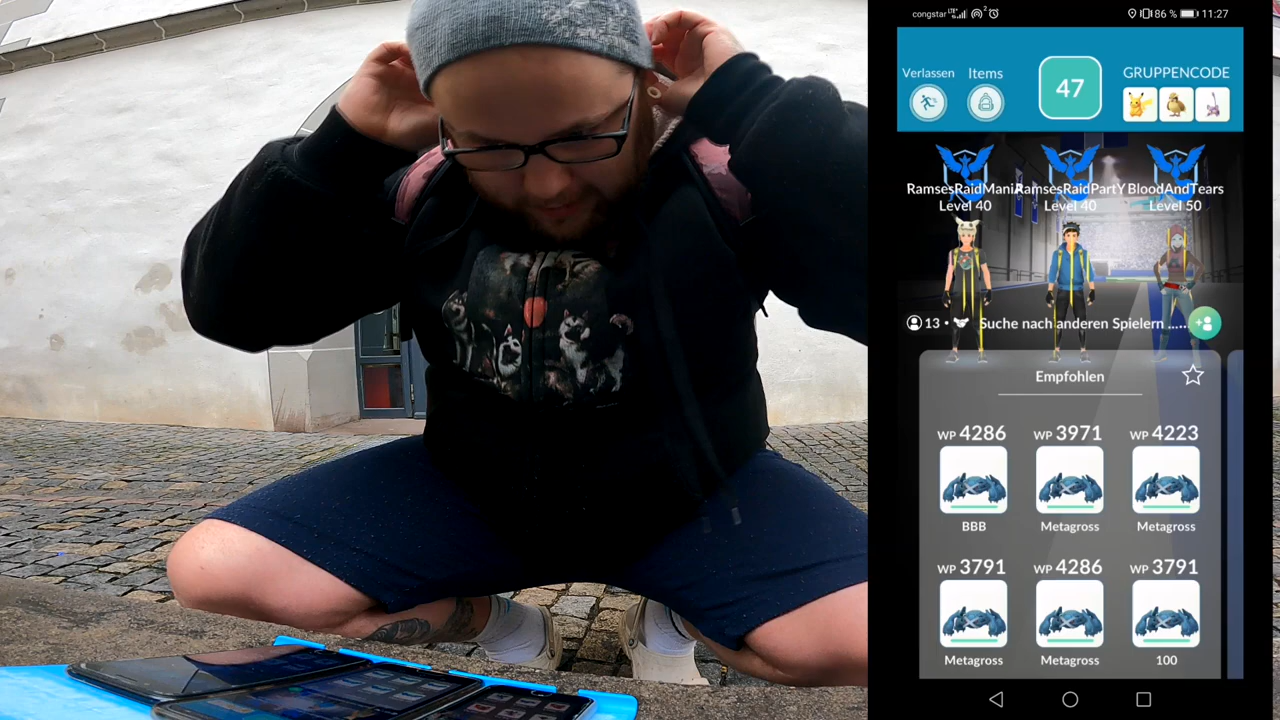 congstar 2 86 % 11:27
Verlassen Items 47 GRUPPENCODE
RamsesRaidMania RamsesRaidPartY BloodAndTears
Level 40 Level 40 Level 50
13 • Suche nach anderen Spielern ......
Empfohlen
WP 4286 WP 3971 WP 4223
BBB Metagross Metagross
WP 3791 WP 4286 WP 3791
Metagross Metagross 100